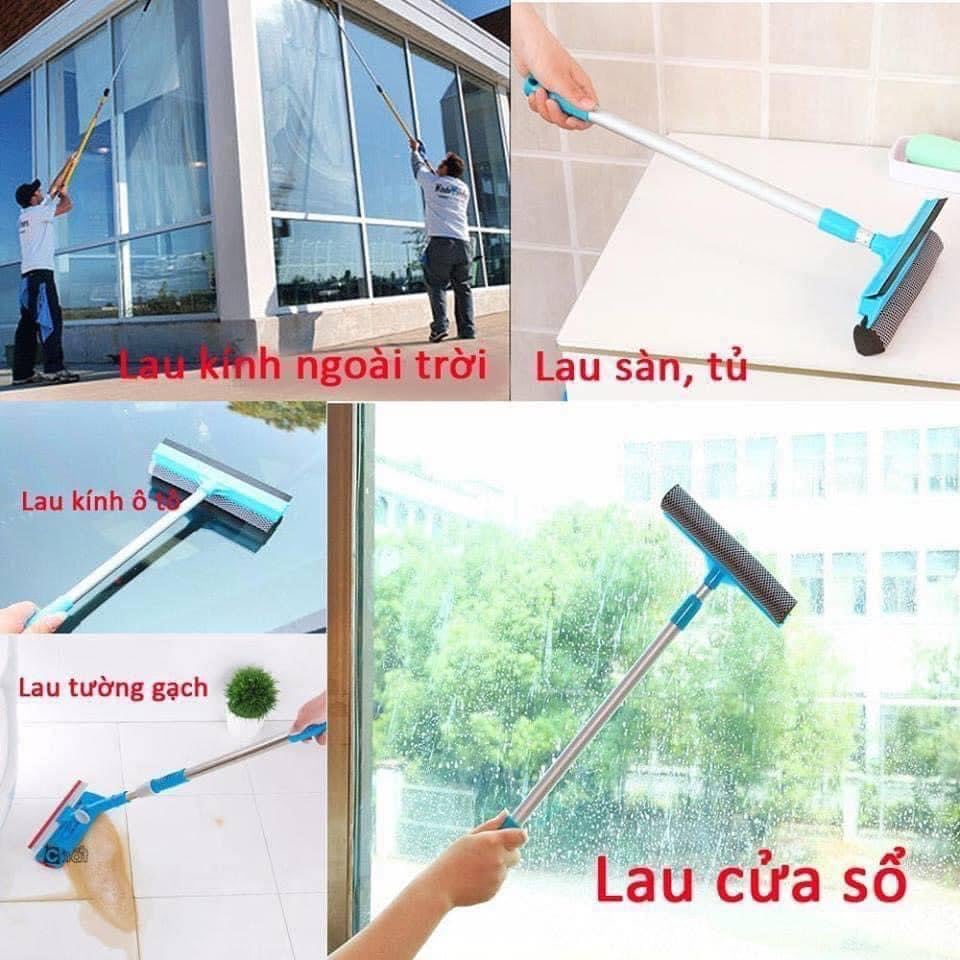 Lau kính ngoài trời
Lau sàn, tủ
Lau kính ô tô
Lau tường gạch
Lau cửa sổ